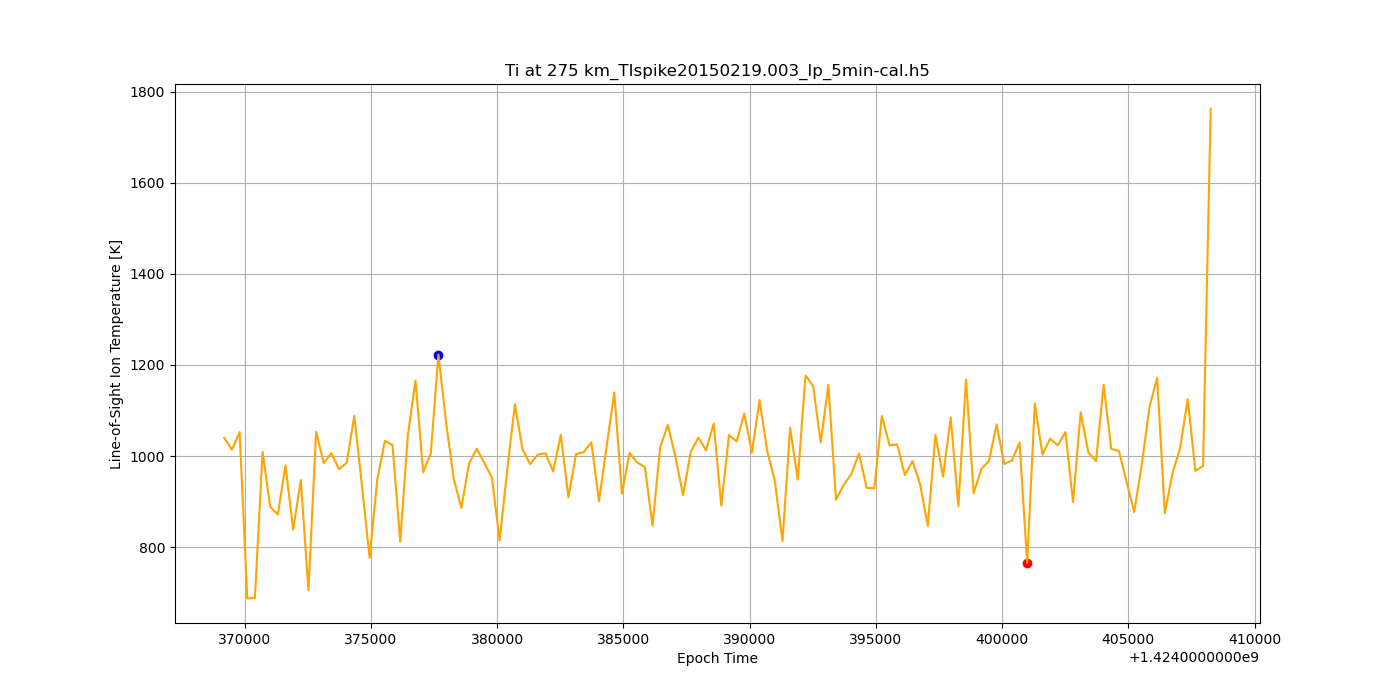 Ti at 275 km_TIspike20150219.003_lp_5min-cal.h5
Line-of-Sight Ion Temperature [K]
1800
1600
1400
1200
1000
800
370000 375000 380000 385000 390000 395000 400000 405000 410000
Epoch Time
+1.4240000000e9